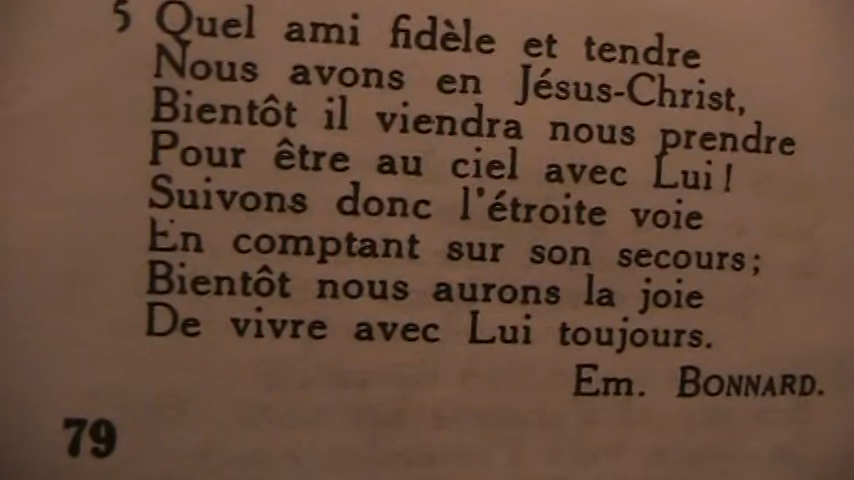 5 Quel ami fidèle et tendre
Nous avons en Jésus-Christ,
Bientôt il viendra nous prendre
Pour être au ciel avec Lui !
Suivons donc l'étroite voie
En comptant sur son secours;
Bientôt nous aurons la joie
De vivre avec Lui toujours.
Em. BONNARD.
79